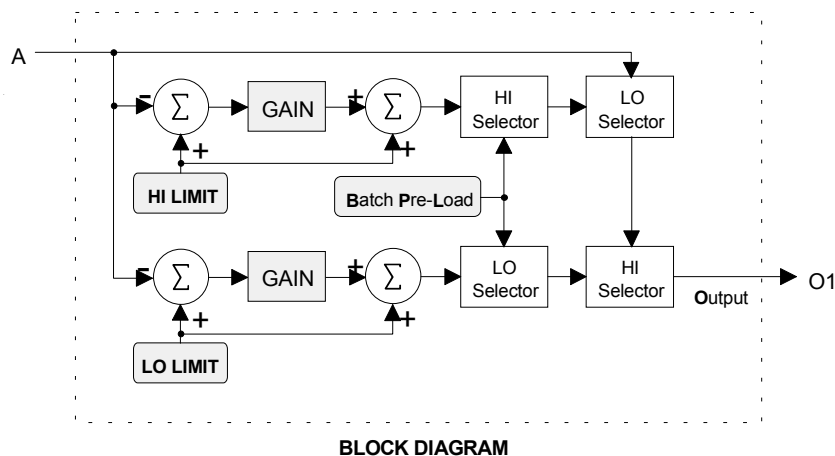 A
-
Σ
+
GAIN
+
Σ
+
HI
Selector
LO
Selector
HI LIMIT
Batch Pre-Load
-
Σ
+
GAIN
+
Σ
+
LO
Selector
HI
Selector
Output
O1
LO LIMIT
BLOCK DIAGRAM